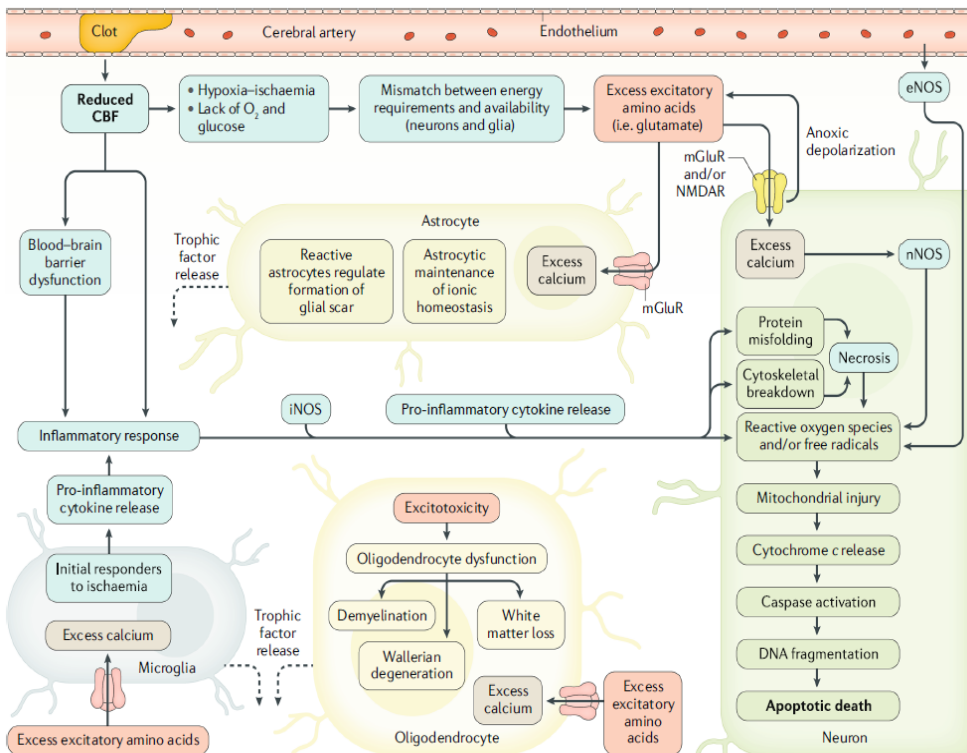 Clot
Cerebral artery
Endothelium
Reduced
CBF
• Hypoxia–ischaemia
• Lack of O2 and
glucose
Mismatch between energy
requirements and availability
(neurons and glia)
Excess excitatory
amino acids
(i.e. glutamate)
eNOS
Anoxic
depolarization
mGluR
and/or
NMDAR
Blood–brain
barrier
dysfunction
Trophic
factor
release
Astrocyte
Reactive
astrocytes regulate
formation of
glial scar
Astrocytic
maintenance
of ionic
homeostasis
Excess
calcium
mGluR
Excess
calcium
nNOS
Protein
misfolding
Necrosis
Cytoskeletal
breakdown
iNOS
Pro-inflammatory cytokine release
Inflammatory response
Reactive oxygen species
and/or free radicals
Pro-inflammatory
cytokine release
Initial responders
to ischaemia
Excess calcium
Microglia
Excess excitatory amino acids
Trophic
factor
release
Excitotoxicity
Oligodendrocyte dysfunction
Demyelination
White
matter loss
Wallerian
degeneration
Excess
calcium
Excess
excitatory
amino
acids
Oligodendrocyte
Mitochondrial injury
Cytochrome c release
Caspase activation
DNA fragmentation
Apoptotic death
Neuron